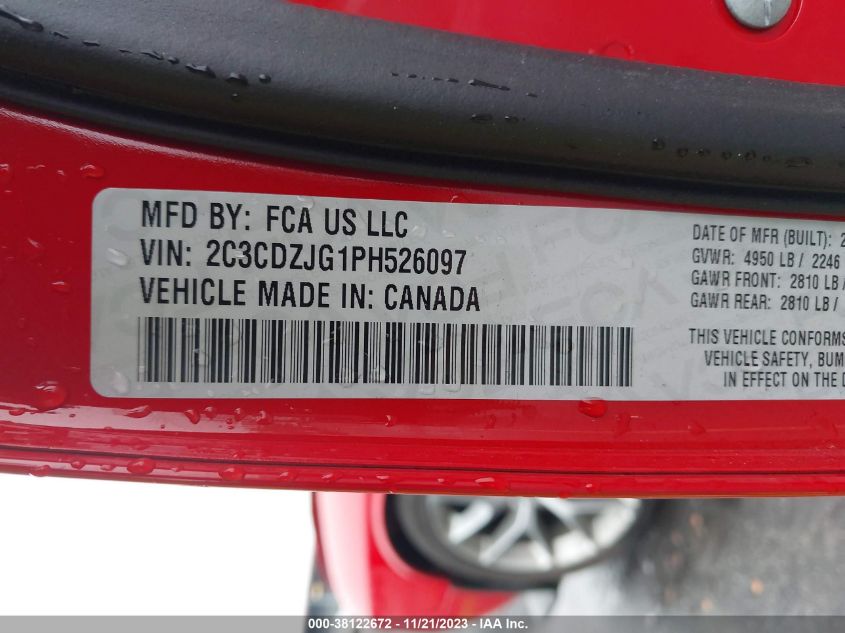 MFD BY: FCA US LLC
VIN: 2C3CDZJG1PH526097
VEHICLE MADE IN: CANADA
DATE OF MFR (BUILT): 2
GVWR: 4950 LB / 2246
GAWR FRONT: 2810 LB /
GAWR REAR: 2810 LB /
THIS VEHICLE CONFORMS
VEHICLE SAFETY, BUM
IN EFFECT ON THE D
000-38122672 - 11/21/2023 - IAA Inc.